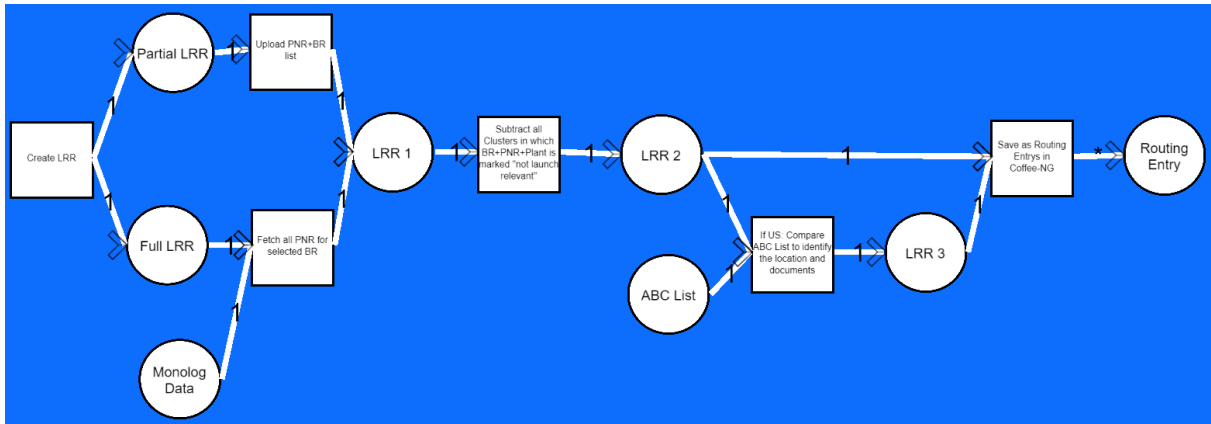 Partial LRR
1
Upload PNR+BR
list
1
1
Create LRR
LRR 1
1
Subtract all
Clusters in which
BR+PNR+Plant is
marked "not launch
relevant"
1
LRR 2
1
Save as Routing
Entrys in
Coffee-NG
*
Routing
Entry
1
Full LRR
1
Fetch all PNR for
selected BR
1
1
If US: Compare
ABC List to identify
the location and
documents
1
LRR 3
1
ABC List
1
Monolog
Data
1